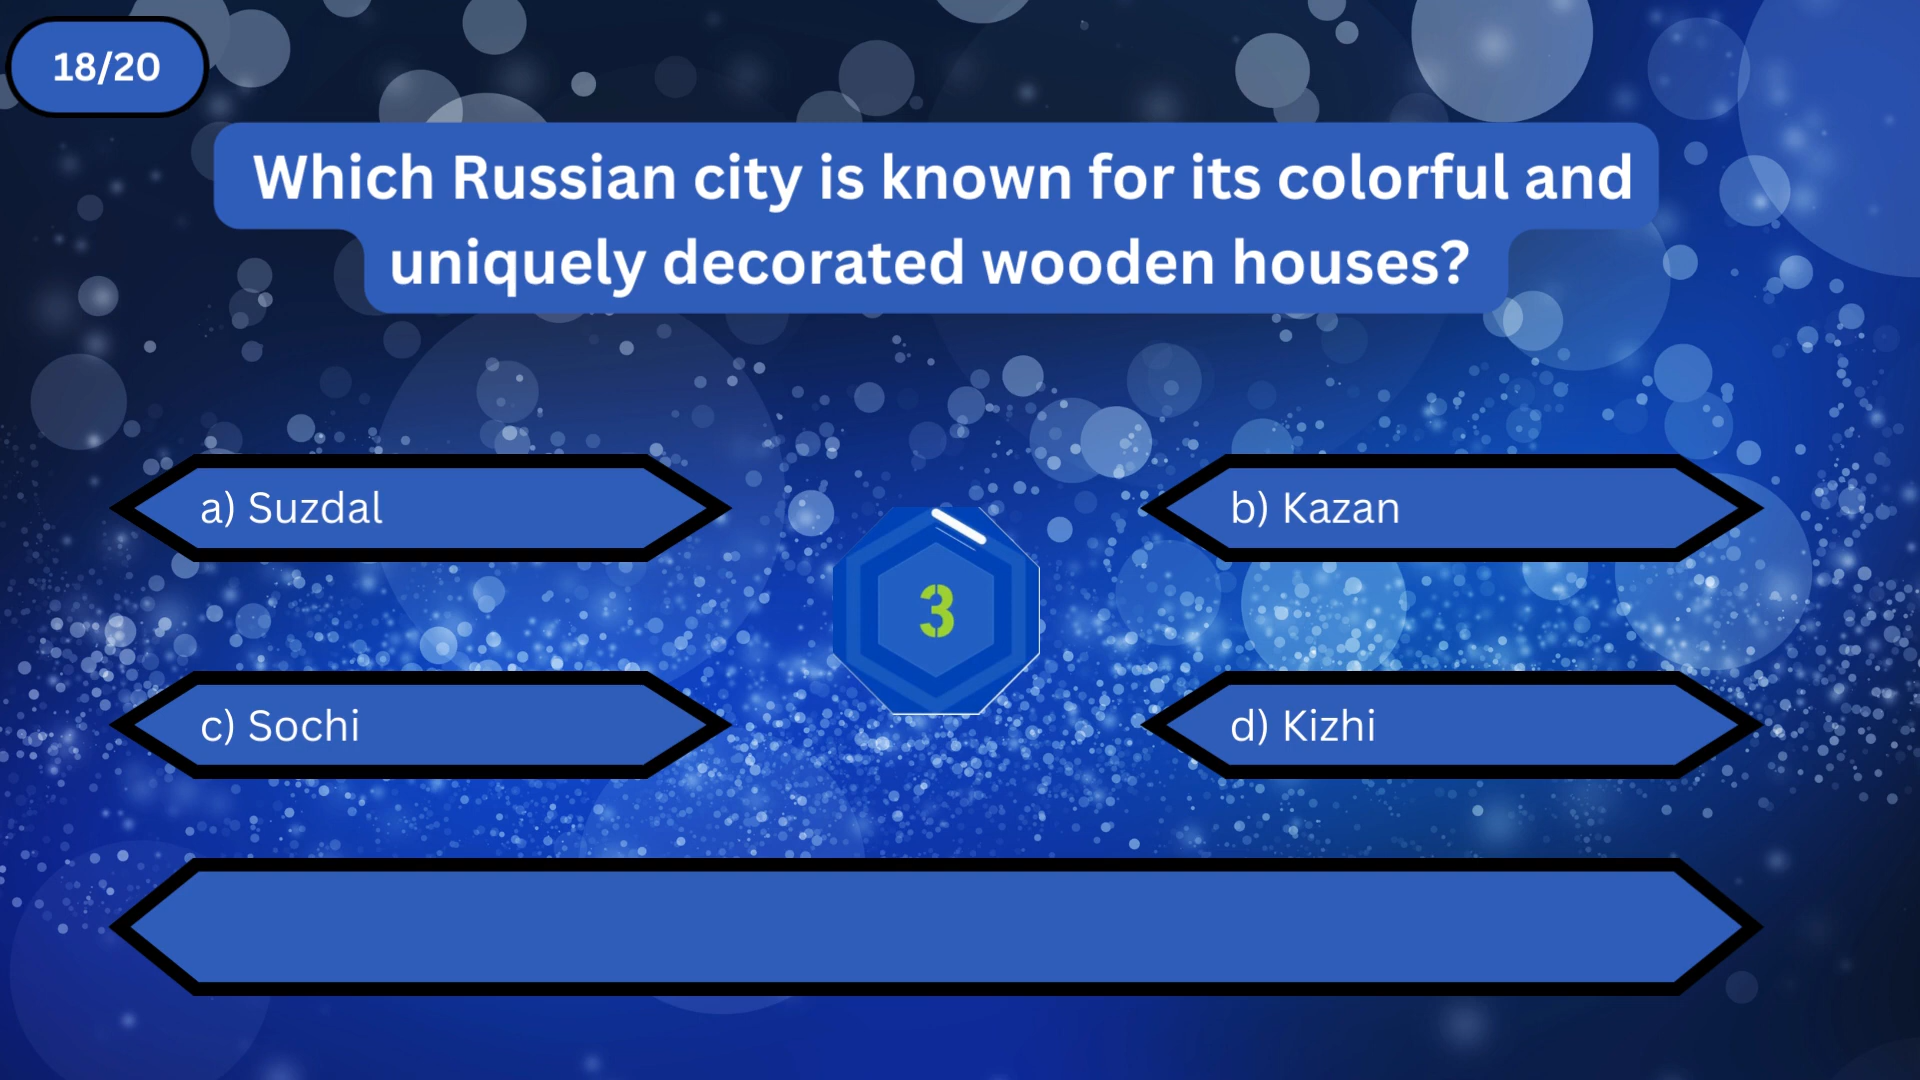 18/20
Which Russian city is known for its colorful and
uniquely decorated wooden houses?
a) Suzdal
b) Kazan
3
c) Sochi
d) Kizhi